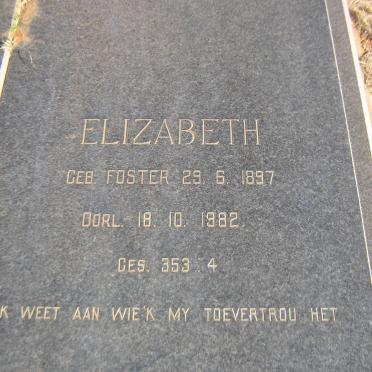 ELIZABETH
GEB. FOSTER 29. 6. 1897
OORL. 18. 10. 1982
GES. 353 : 4
K WEET AAN WIE'K MY TOEVERTROU HET